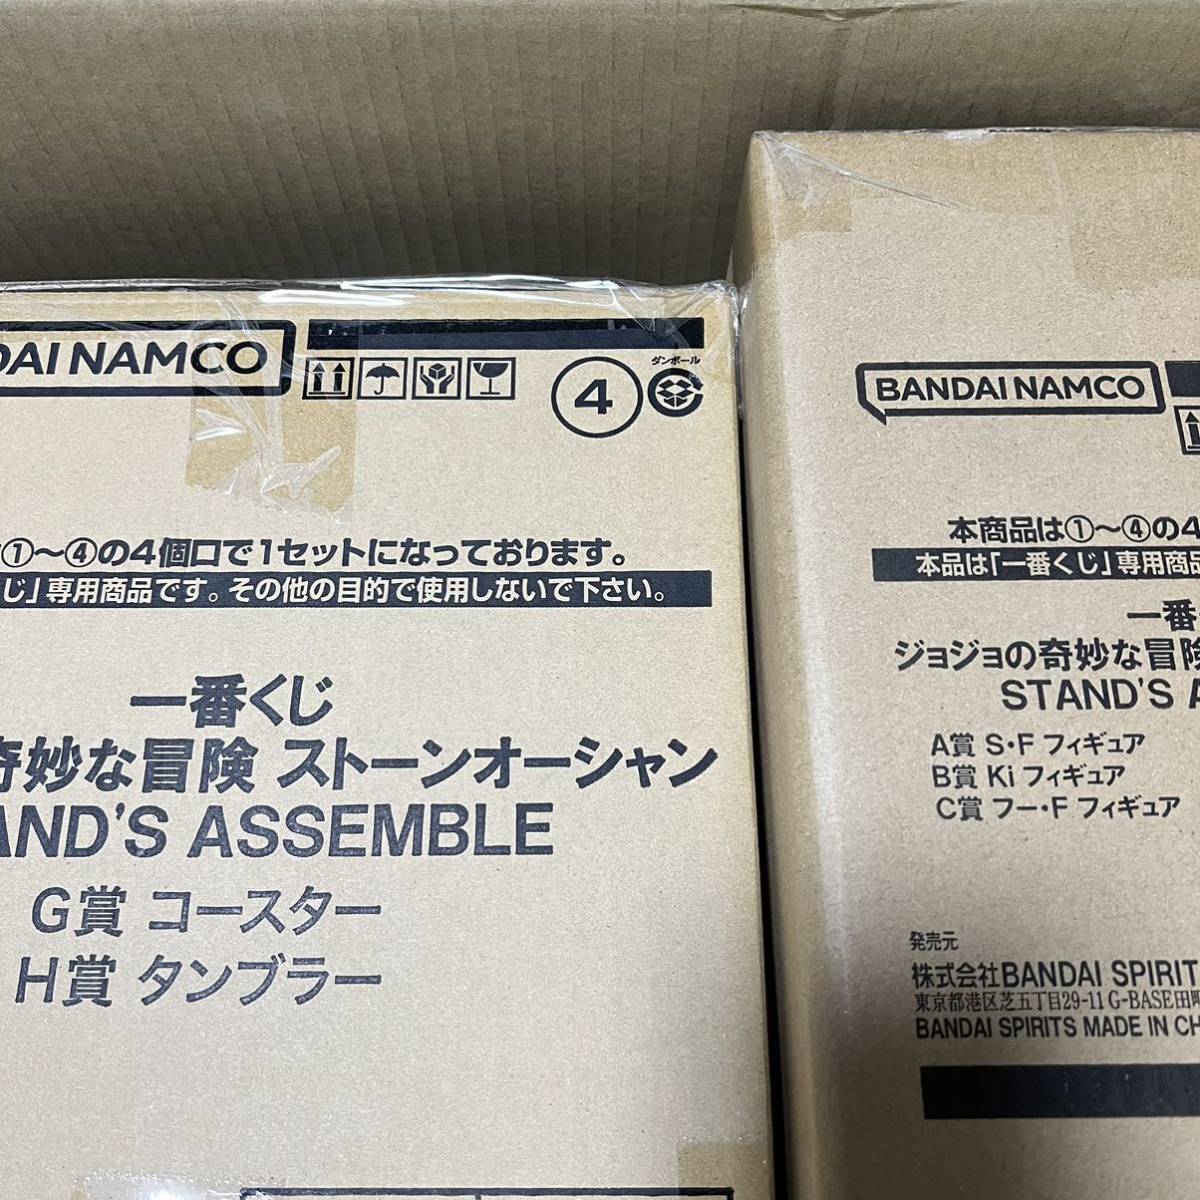 DAI NAMCO
④
ダンボール
①〜④の4個口で1セットになっております。
じ」専用商品です。その他の目的で使用しないで下さい。
一番くじ
奇妙な冒険 ストーンオーシャン
AND'S ASSEMBLE
G賞 コースター
H賞 タンブラー
BANDAI NAMCO
本商品は①〜④の4
本品は「一番くじ」専用商品
一番
ジョジョの奇妙な冒険
STAND'S A
A賞 S・F フィギュア
B賞 Ki フィギュア
C賞 フー・F フィギュア
発売元
株式会社BANDAI SPIRIT
東京都港区芝五丁目29-11 G-BASE田町
BANDAI SPIRITS MADE IN CH